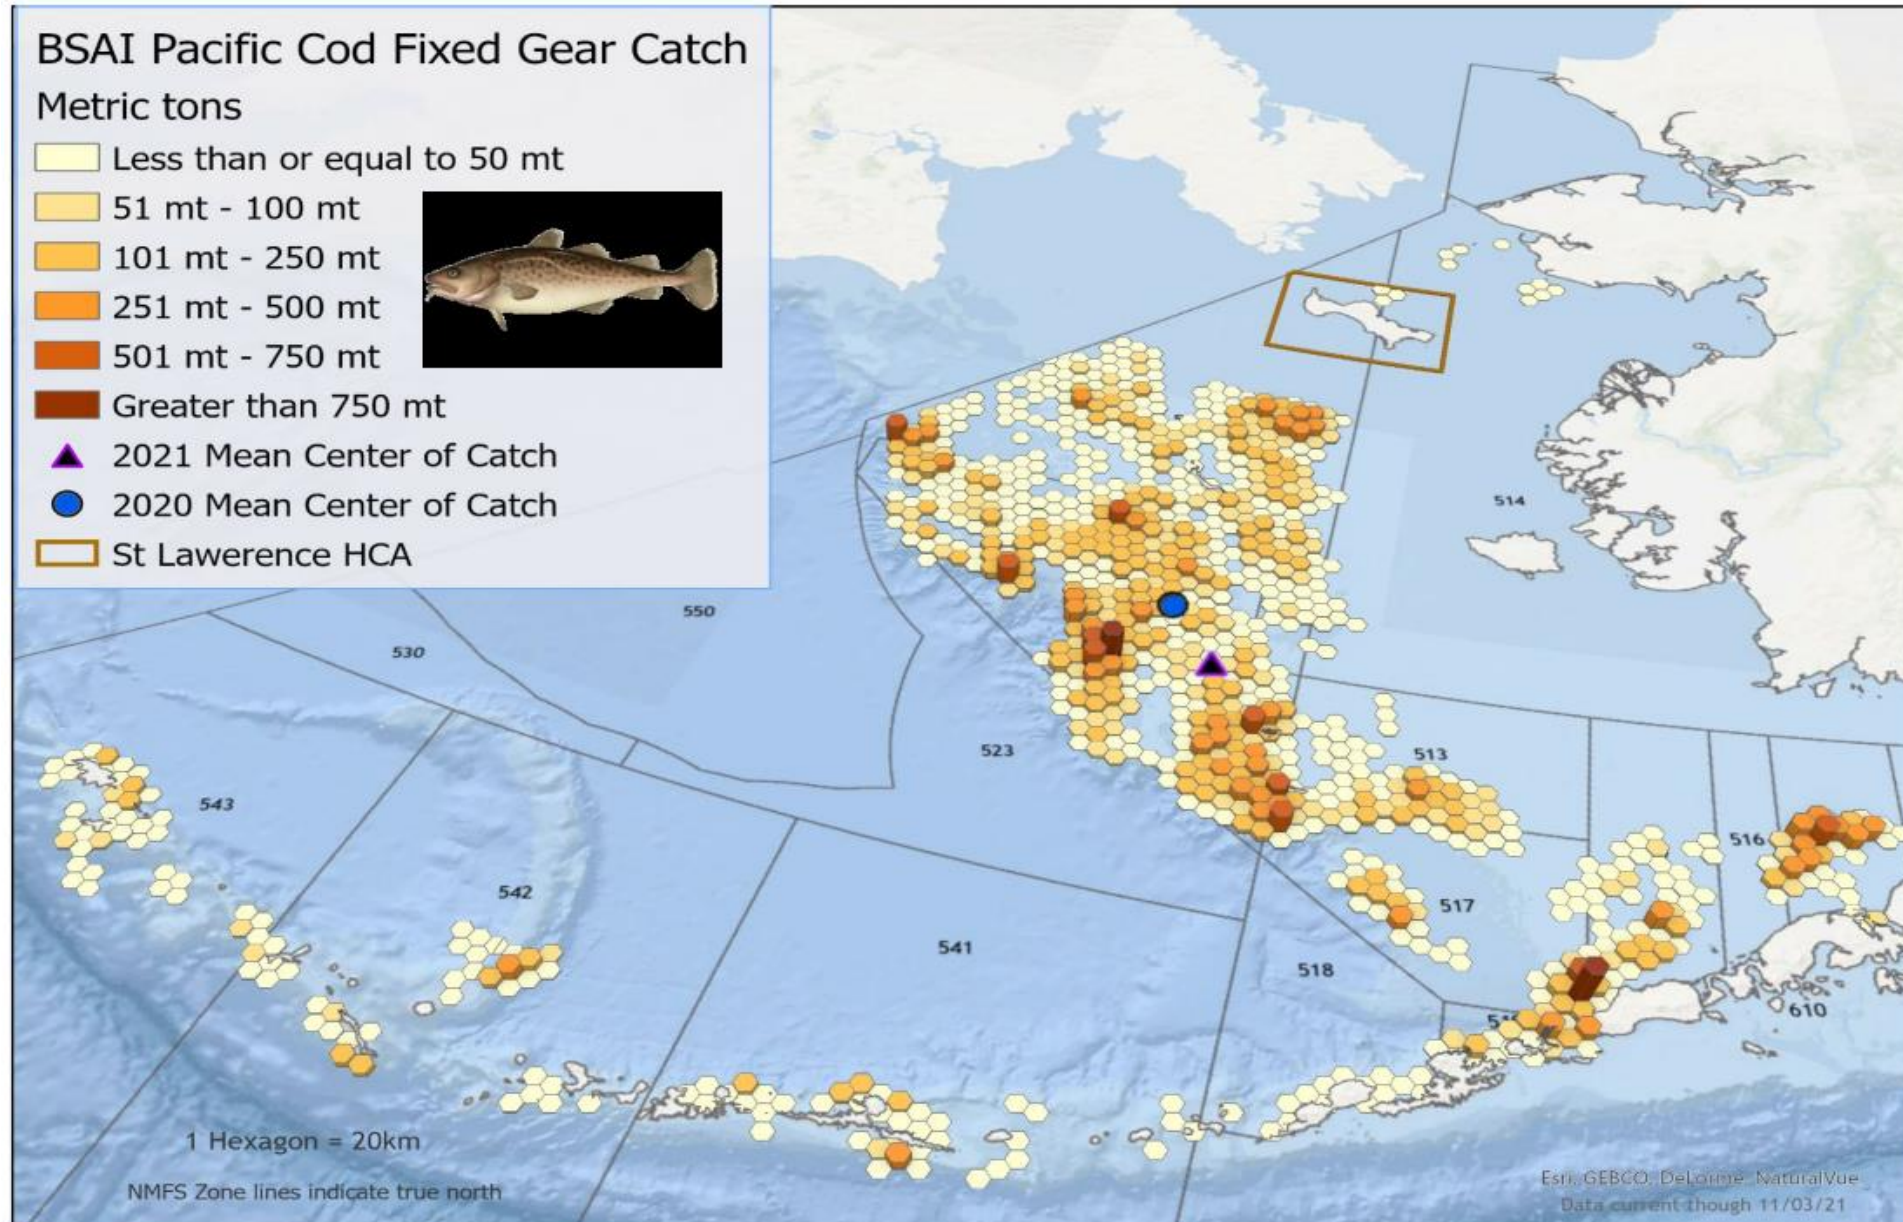 BSAI Pacific Cod Fixed Gear Catch
Metric tons
Less than or equal to 50 mt
51 mt - 100 mt
101 mt - 250 mt
251 mt - 500 mt
501 mt - 750 mt
Greater than 750 mt
2021 Mean Center of Catch
2020 Mean Center of Catch
St Lawerence HCA
514
550
530
523
513
543
516
542
517
541
518
610
1 Hexagon = 20km
NMFS Zone lines indicate true north
Esri, GEBCO, DeLorme, NaturalVue
Data current though 11/03/21